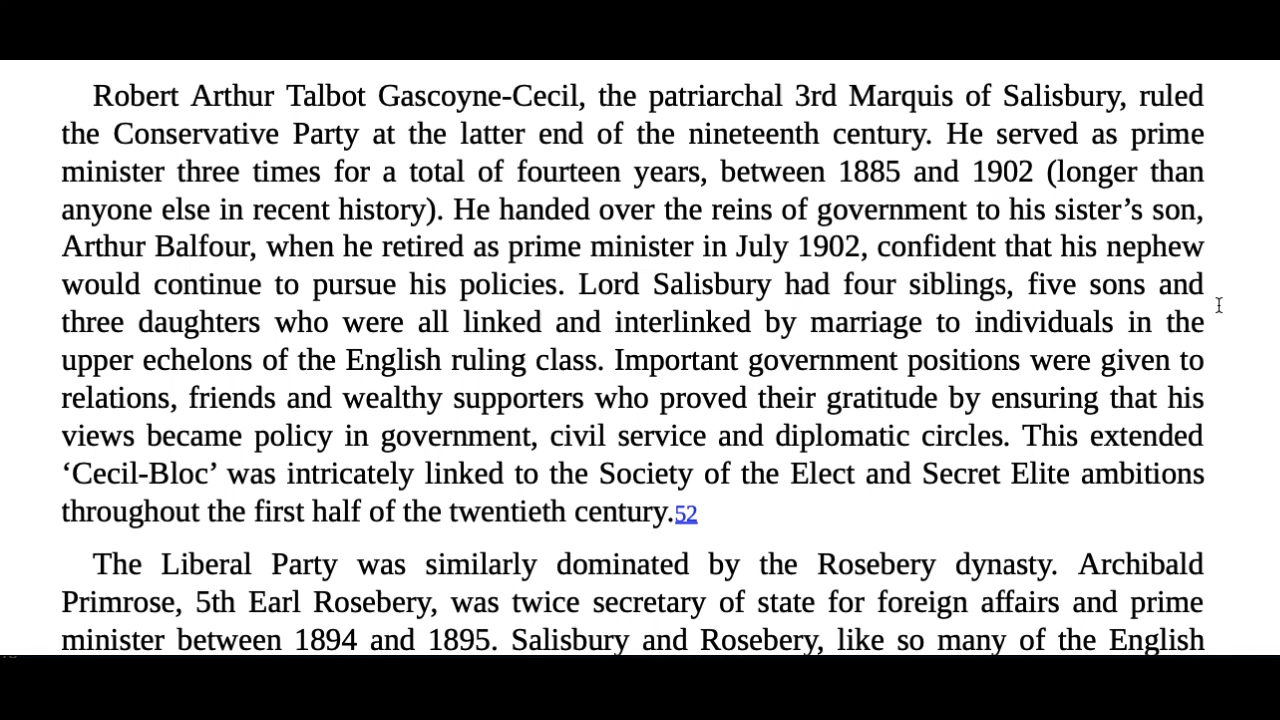 Robert Arthur Talbot Gascoyne-Cecil, the patriarchal 3rd Marquis of Salisbury, ruled
the Conservative Party at the latter end of the nineteenth century. He served as prime
minister three times for a total of fourteen years, between 1885 and 1902 (longer than
anyone else in recent history). He handed over the reins of government to his sister’s son,
Arthur Balfour, when he retired as prime minister in July 1902, confident that his nephew
would continue to pursue his policies. Lord Salisbury had four siblings, five sons and
three daughters who were all linked and interlinked by marriage to individuals in the
upper echelons of the English ruling class. Important government positions were given to
relations, friends and wealthy supporters who proved their gratitude by ensuring that his
views became policy in government, civil service and diplomatic circles. This extended
‘Cecil-Bloc’ was intricately linked to the Society of the Elect and Secret Elite ambitions
throughout the first half of the twentieth century.52
The Liberal Party was similarly dominated by the Rosebery dynasty. Archibald
Primrose, 5th Earl Rosebery, was twice secretary of state for foreign affairs and prime
minister between 1894 and 1895. Salisbury and Rosebery, like so many of the English